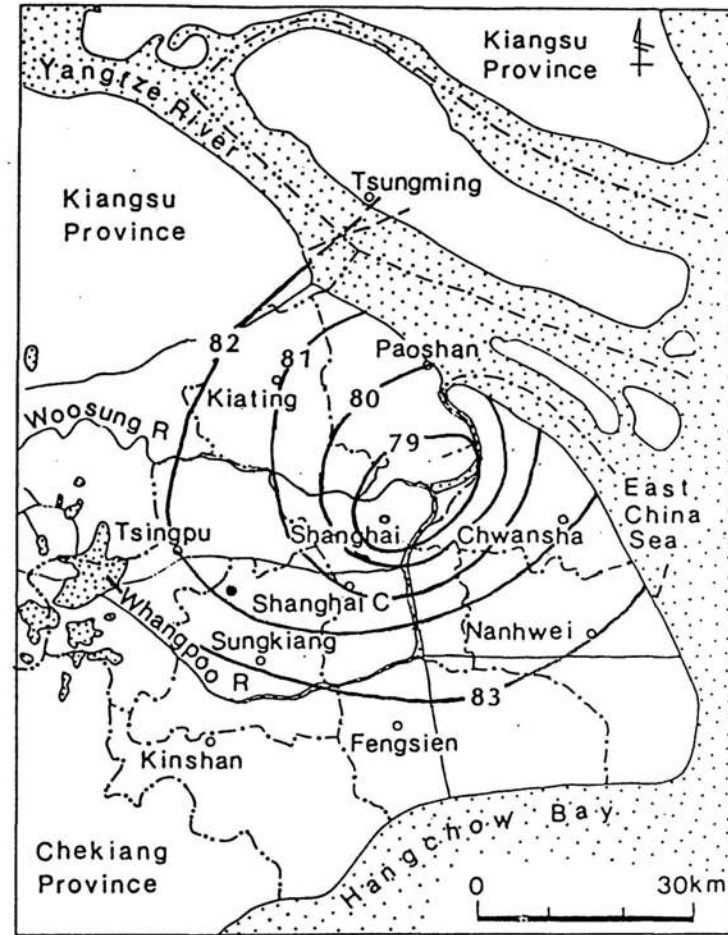 Kiangsu
Province
Yangtze River
Tsungming
Kiangsu
Province
82
81
Paoshan
Kiating
80
Woosung R
79
East
China
Sea
Tsingpu
Shanghai
Chwansha
Shanghai C
Whangpoo R
Sungkiang
Nanhwei
83
Fengsien
Kinshan
Hangchow Bay
Chekiang
Province
0 30km